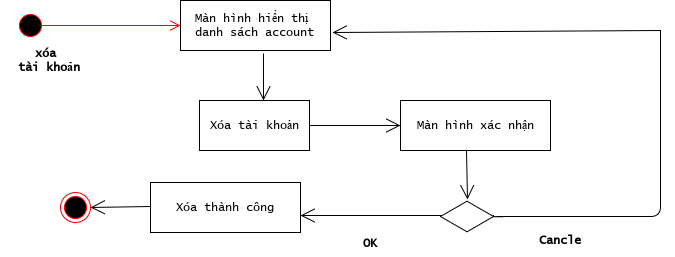 Màn hình hiển thị
danh sách account
xóa
tài khoản
Xóa tài khoản
Màn hình xác nhận
Xóa thành công
OK
Cancle